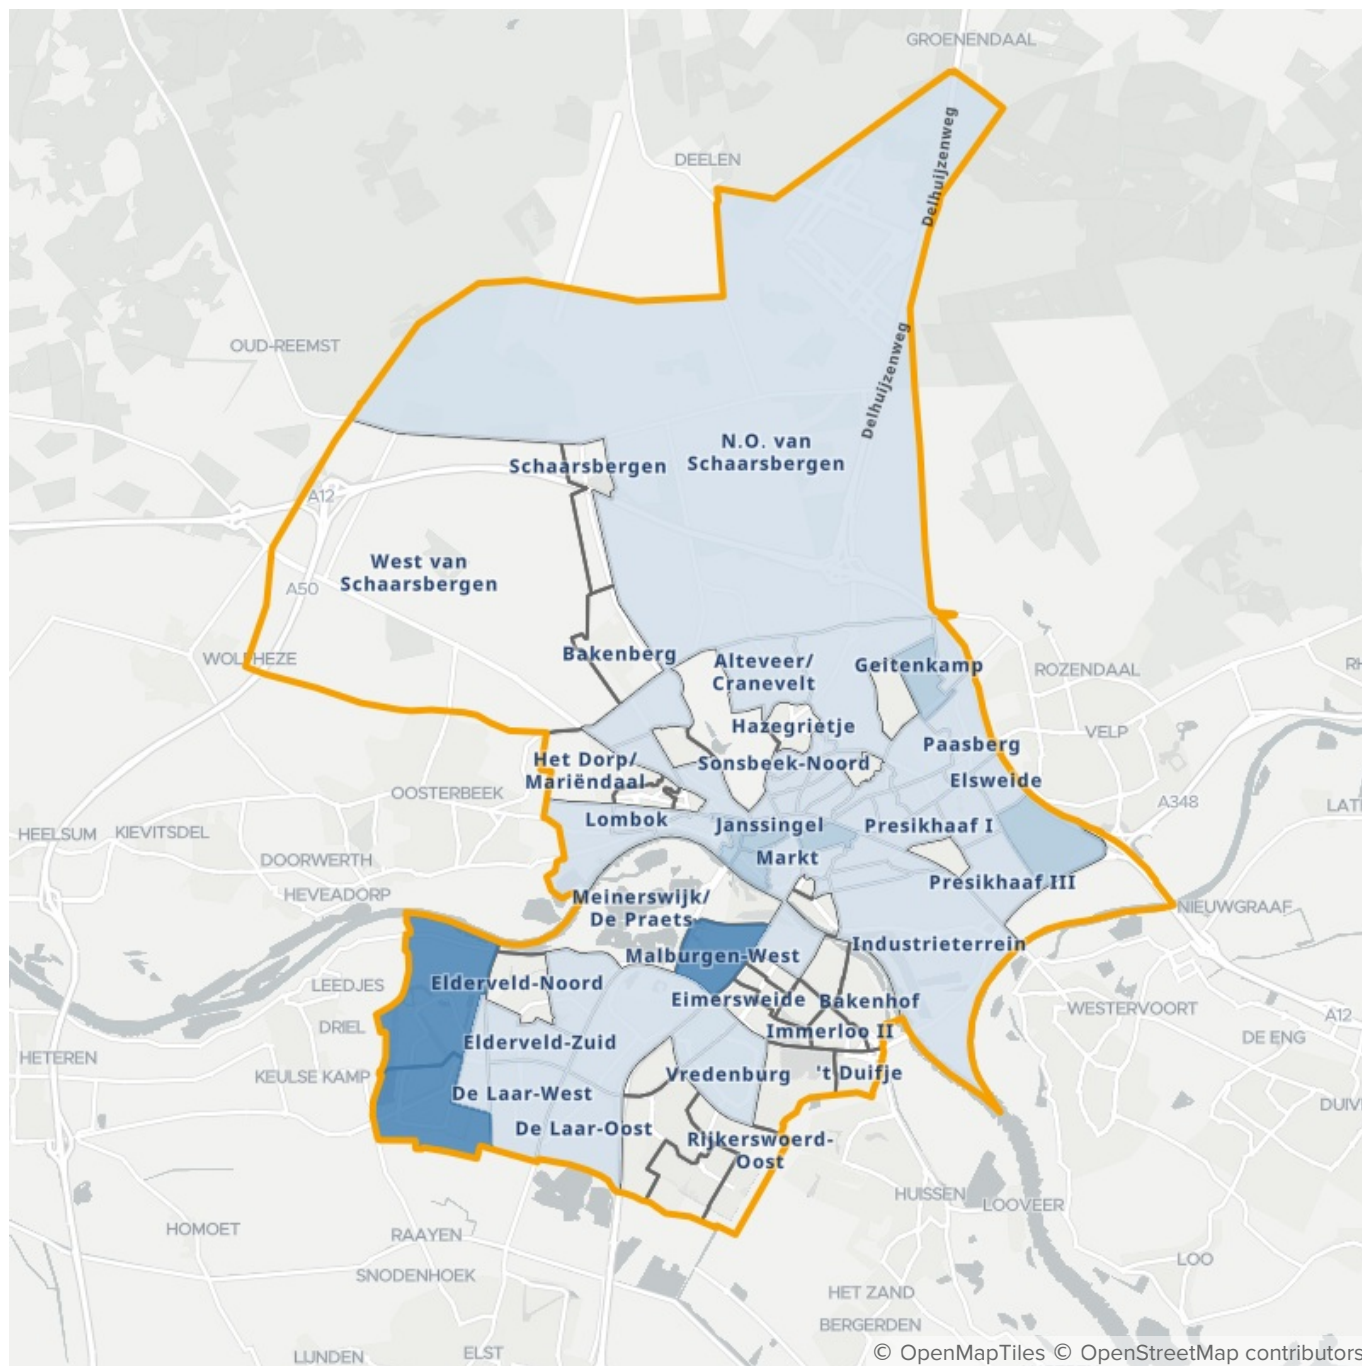 GROENENDAAL
DEELEN
Delhuijzenweg
OUD-REEMST
Delhuijzenweg
N.O. van
Schaarsbergen
Schaarsbergen
A12
West van
Schaarsbergen
A50
WOLFHEZE
Bakenberg
Alteveer/
Cranevelt
Geitenkamp
ROZENDAAL
Hazegrietje
VELP
Paasberg
Het Dorp/
Mariëndaal
Sonsbeek-Noord
Elsweide
OOSTERBEEK
A348
Lombok
Janssingel
Presikhaaf I
HEELSUM
KIEVITSDEL
DOORWERTH
Markt
HEVEADORP
Presikhaaf III
Meinerswijk/
De Praets
NIEUWGRAAF
Malburgen-West
Industrieterrein
LEEDJES
Elderveld-Noord
Eimersweide
Bakenhof
WESTERVOORT
A12
DRIEL
Immerloo II
DE ENG
Elderveld-Zuid
HETEREN
KEULSE KAMP
Vredenburg
't Duifje
De Laar-West
De Laar-Oost
Rijkerswoerd-
Oost
HUISSEN
LOOVEER
HOMOET
RAAYEN
LOO
SNODENHOEK
HET ZAND
BERGERDEN
LUNDEN
ELST
© OpenMapTiles © OpenStreetMap contributors